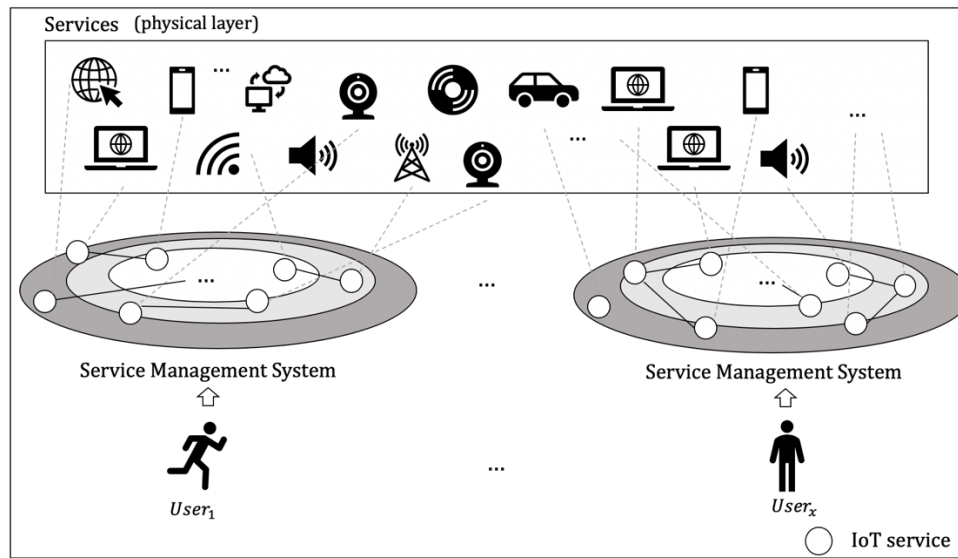 Services (physical layer)
...
...
...
...
... ... ...
Service Management System Service Management System
...
User₁ Userₓ
IoT service